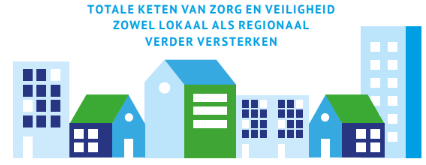 TOTALE KETEN VAN ZORG EN VEILIGHEID
ZOWEL LOKAAL ALS REGIONAAL
VERDER VERSTERKEN